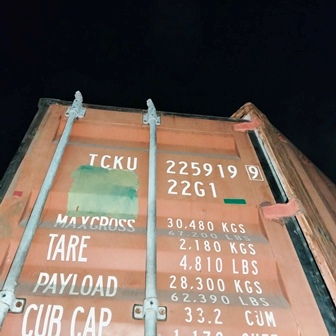 TCKU 225919 9
22G1
MAXGROSS 30,480 KGS
67,200 LBS
TARE 2,180 KGS
4,810 LBS
PAYLOAD 28,300 KGS
62,390 LBS
CUB CAP 33.2 CUM